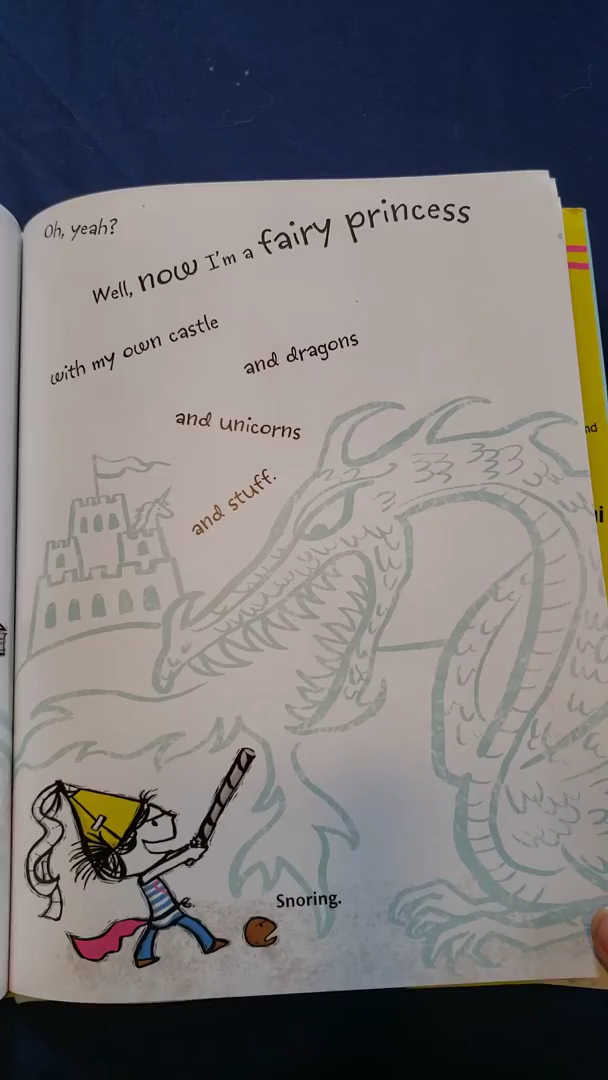 Oh, yeah?
Well, now I'm a fairy princess
with my own castle
and dragons
and unicorns
and stuff.
Snoring.